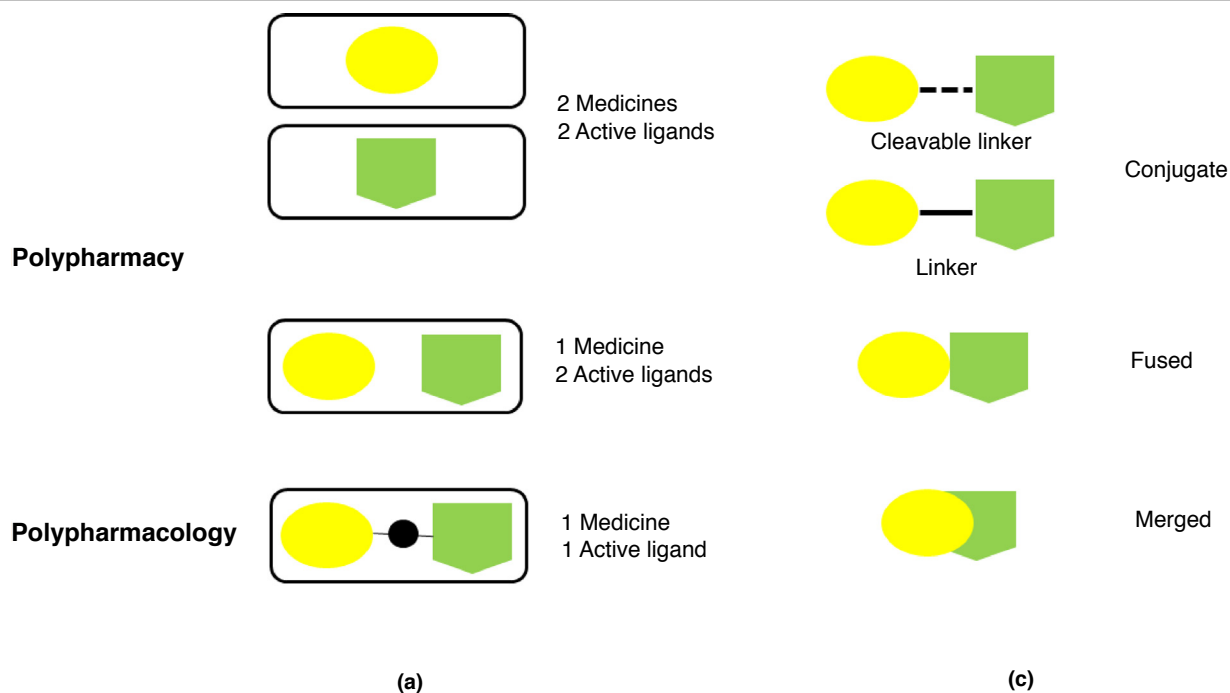 2 Medicines
2 Active ligands
Polypharmacy
1 Medicine
2 Active ligands
Polypharmacology
1 Medicine
1 Active ligand
(a)
Cleavable linker
Conjugate
Linker
Fused
Merged
(c)